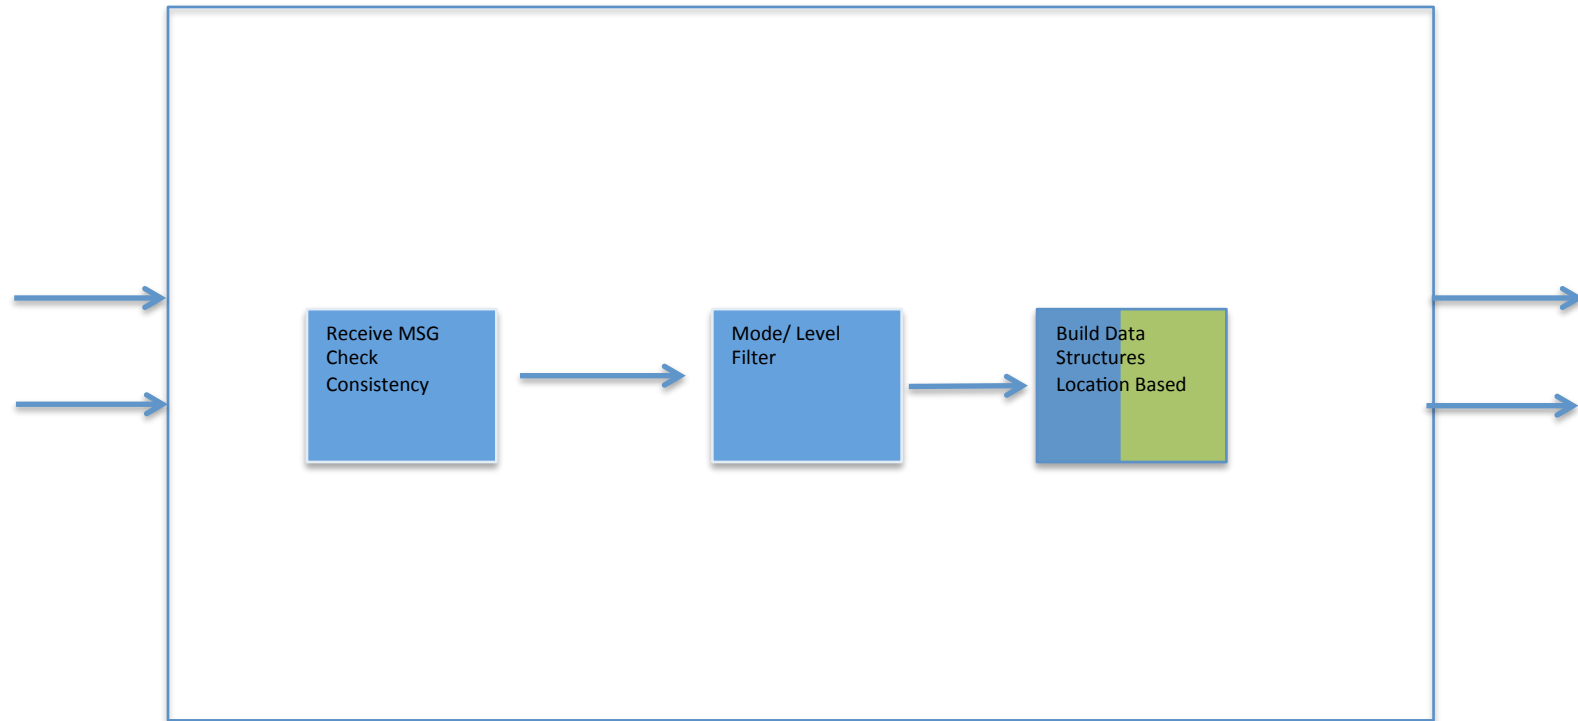 Receive MSG
Check
Consistency
Mode/ Level
Filter
Build Data
Structures
Location Based